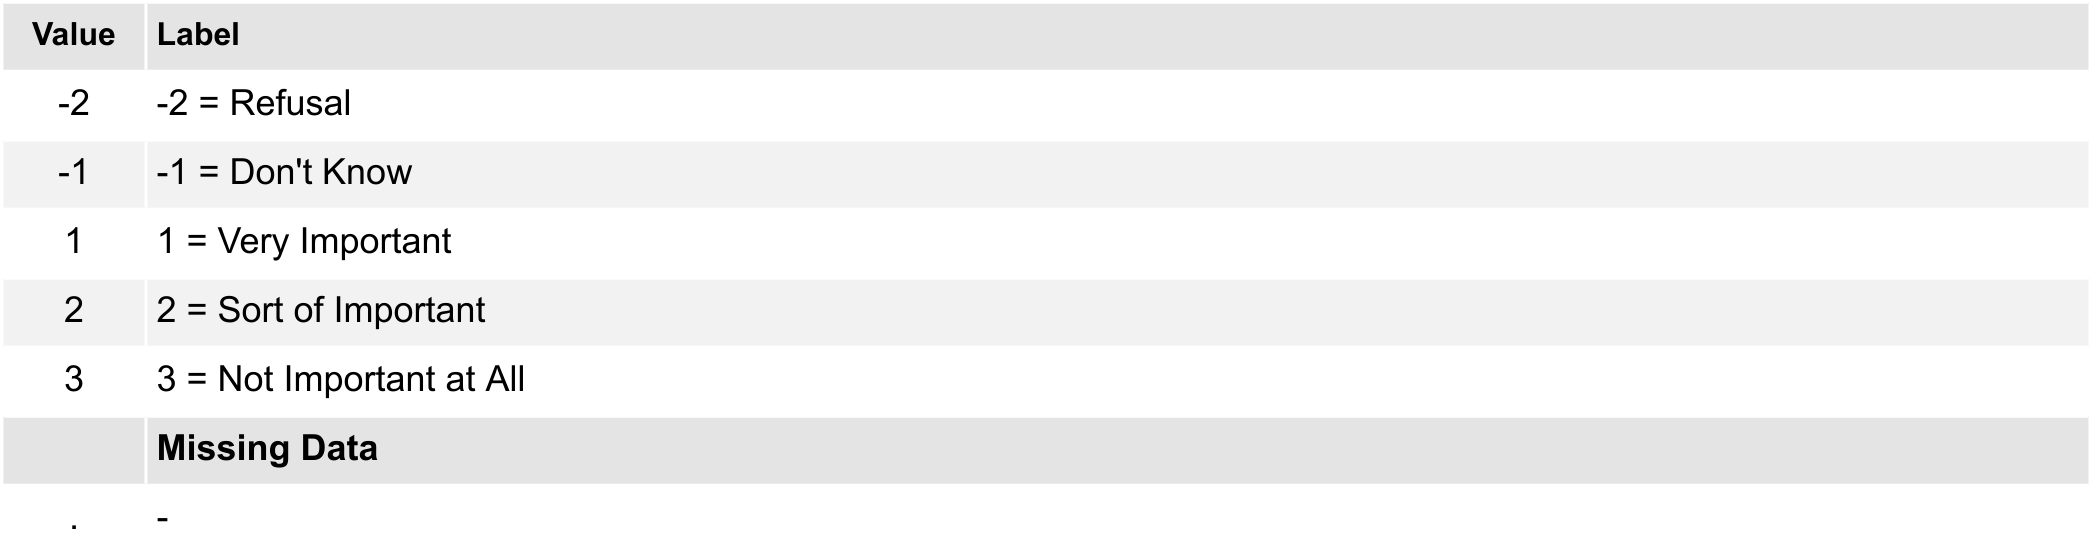 Value Label
-2 -2 = Refusal
-1 -1 = Don't Know
1 1 = Very Important
2 2 = Sort of Important
3 3 = Not Important at All
Missing Data
. -